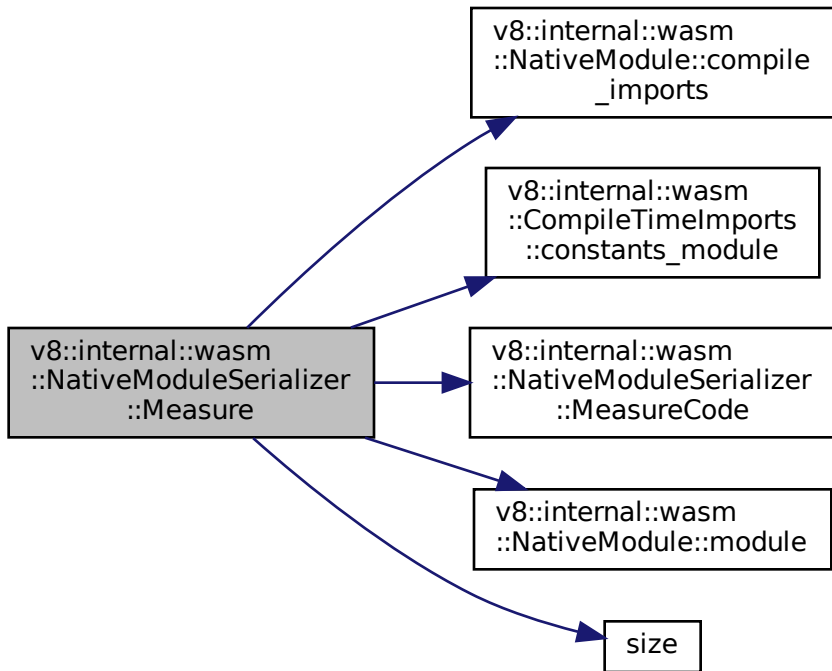 v8::internal::wasm
::NativeModule::compile
_imports
v8::internal::wasm
::CompileTimeImports
::constants_module
v8::internal::wasm
::NativeModuleSerializer
::Measure
v8::internal::wasm
::NativeModuleSerializer
::MeasureCode
v8::internal::wasm
::NativeModule::module
size